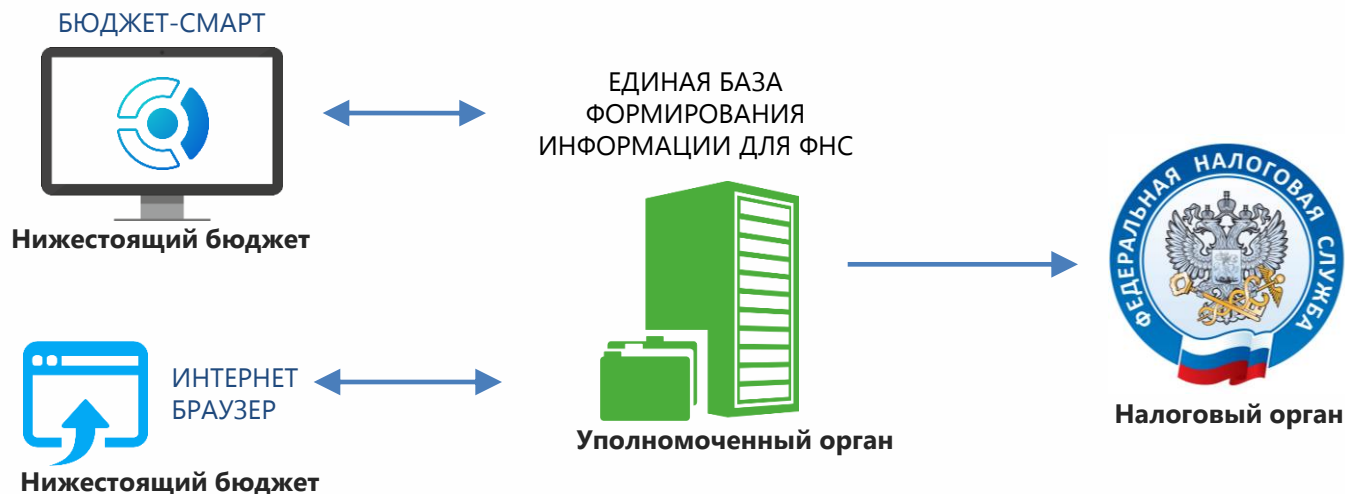 БЮДЖЕТ-СМАРТ
Нижестоящий бюджет
ЕДИНАЯ БАЗА
ФОРМИРОВАНИЯ
ИНФОРМАЦИИ ДЛЯ ФНС
ФЕДЕРАЛЬНАЯ НАЛОГОВАЯ СЛУЖБА
ИНТЕРНЕТ
БРАУЗЕР
Нижестоящий бюджет
Уполномоченный орган
Налоговый орган